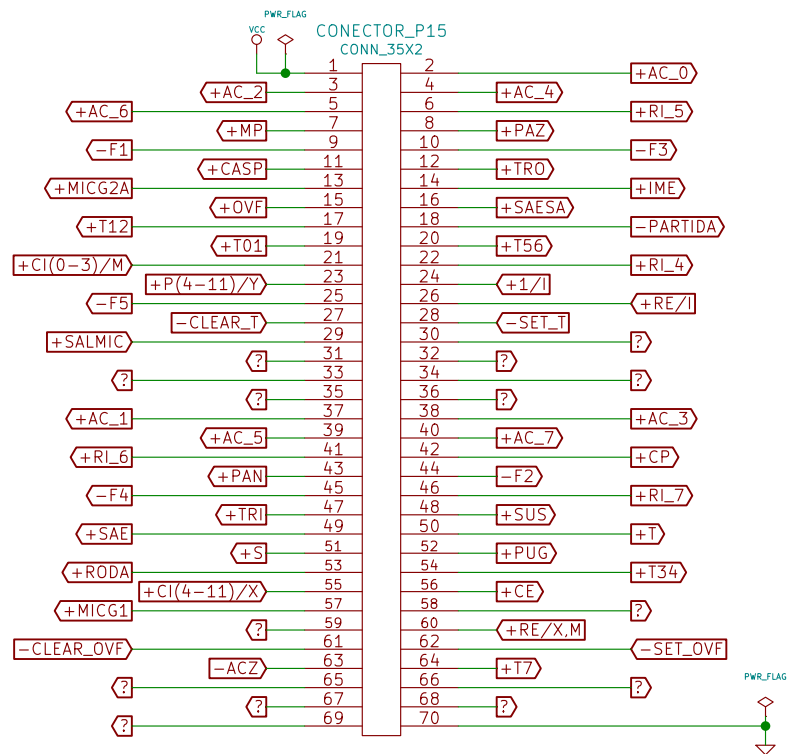 PWR_FLAG
VCC
CONECTOR_P15
CONN_35X2
1 2 +AC_0
+AC_2 3 4 +AC_4
+AC_6 5 6 +RI_5
+MP 7 8 +PAZ
-F1 9 10 -F3
+CASP 11 12 +TRO
+MICG2A 13 14 +IME
+OVF 15 16 +SAESA
+T12 17 18 -PARTIDA
+T01 19 20 +T56
+CI(0-3)/M 21 22 +RI_4
+P(4-11)/Y 23 24 +1/I
-F5 25 26 +RE/I
-CLEAR_T 27 28 -SET_T
+SALMIC 29 30 ?
? 31 32 ?
? 33 34 ?
? 35 36 ?
+AC_1 37 38 +AC_3
+AC_5 39 40 +AC_7
+RI_6 41 42 +CP
+PAN 43 44 -F2
-F4 45 46 +RI_7
+TRI 47 48 +SUS
+SAE 49 50 +T
+S 51 52 +PUG
+RODA 53 54 +T34
+CI(4-11)/X 55 56 +CE
+MICG1 57 58 ?
? 59 60 +RE/X,M
-CLEAR_OVF 61 62 -SET_OVF
-ACZ 63 64 +T7
? 65 66 ?
? 67 68 ?
? 69 70
PWR_FLAG